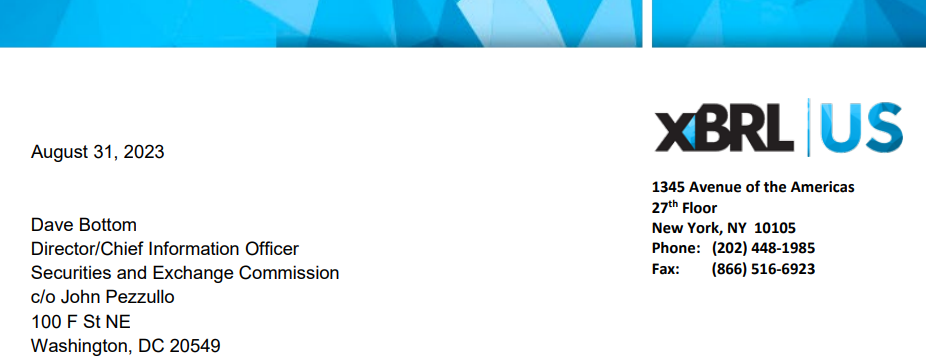 xBRL US
August 31, 2023
1345 Avenue of the Americas
27th Floor
New York, NY 10105
Phone: (202) 448-1985
Fax: (866) 516-6923
Dave Bottom
Director/Chief Information Officer
Securities and Exchange Commission
c/o John Pezzullo
100 F St NE
Washington, DC 20549